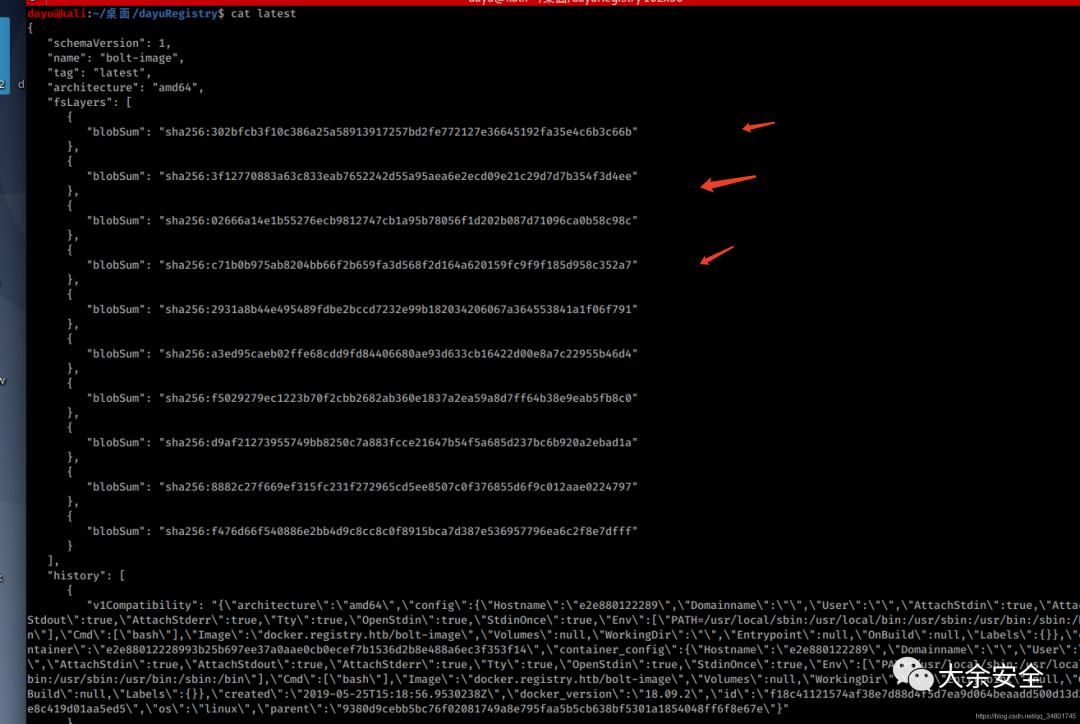 dayu@kali:~/桌面/dayuRegistry$ cat latest
{
"schemaVersion": 1,
"name": "bolt-image",
"tag": "latest",
"architecture": "amd64",
"fsLayers": [
{
"blobSum": "sha256:302bfcb3f10c386a25a58913917257bd2fe772127e36645192fa35e4c6b3c66b"
},
{
"blobSum": "sha256:3f12770883a63c833eab7652242d55a95aea6e2ecd09e21c29d7d7b354f3d4ee"
},
{
"blobSum": "sha256:02666a14e1b55276ecb9812747cb1a95b78056f1d202b087d71096ca0b58c98c"
},
{
"blobSum": "sha256:c71b0b975ab8204bb66f2b659fa3d568f2d164a620159fc9f9f185d958c352a7"
},
{
"blobSum": "sha256:2931a8b44e495489fdbe2bccd7232e99b182034206067a364553841a1f06f791"
},
{
"blobSum": "sha256:a3ed95caeb02ffe68cdd9fd84406680ae93d633cb16422d00e8a7c22955b46d4"
},
{
"blobSum": "sha256:f5029279ec1223b70f2cbb2682ab360e1837a2ea59a8d7ff64b38e9eab5fb8c0"
},
{
"blobSum": "sha256:d9af21273955749bb8250c7a883fcce21647b54f5a685d237bc6b920a2ebad1a"
},
{
"blobSum": "sha256:8882c27f669ef315fc231f272965cd5ee8507c0f376855d6f9c012aae0224797"
},
{
"blobSum": "sha256:f476d66f540886e2bb4d9c8cc8c0f8915bca7d387e536957796ea6c2f8e7dfff"
}
],
"history": [
{
"v1Compatibility": "{\"architecture\":\"amd64\",\"config\":{\"Hostname\":\"e2e880122289\",\"Domainname\":\"\",\"User\":\"\",\"AttachStdin\":true,\"Atta
Stdout\":true,\"AttachStderr\":true,\"Tty\":true,\"OpenStdin\":true,\"StdinOnce\":true,\"Env\":[\"PATH=/usr/local/sbin:/usr/local/bin:/usr/sbin:/usr/bin:/sbin:/
n\"],\"Cmd\":[\"bash\"],\"Image\":\"docker.registry.htb/bolt-image\",\"Volumes\":null,\"WorkingDir\":\"\",\"Entrypoint\":null,\"OnBuild\":null,\"Labels\":{}},\"
ntainer\":\"e2e88012228993b25b697ee37a0aae0cb0ecef7b1536d2b8e488a6ec3f353f14\",\"container_config\":{\"Hostname\":\"e2e880122289\",\"Domainname\":\"\",\"User\":
\",\"AttachStdin\":true,\"AttachStdout\":true,\"AttachStderr\":true,\"Tty\":true,\"OpenStdin\":true,\"StdinOnce\":true,\"Env\":[\"PA /usr/local/sbin:/usr/local
bin:/usr/sbin:/usr/bin:/sbin:/bin\"],\"Cmd\":[\"bash\"],\"Image\":\"docker.registry.htb/bolt-image\",\"Volumes\":null,\"WorkingDir
Build\":null,\"Labels\":{}},\"created\":\"2019-05-25T15:18:56.9530238Z\",\"docker_version\":\"18.09.2\",\"id\":\"f18c41121574af38e7d88d4f5d7ea9d064beaadd500d13d3
e8c419d01aa5ed5\",\"os\":\"linux\",\"parent\":\"9380d9cebb5bc76f02081749a8e795faa5b5cb638bf5301a1854048ff6f8e67e\"}"
}
大余安全
https://blog.csdn.net/qq_34801745